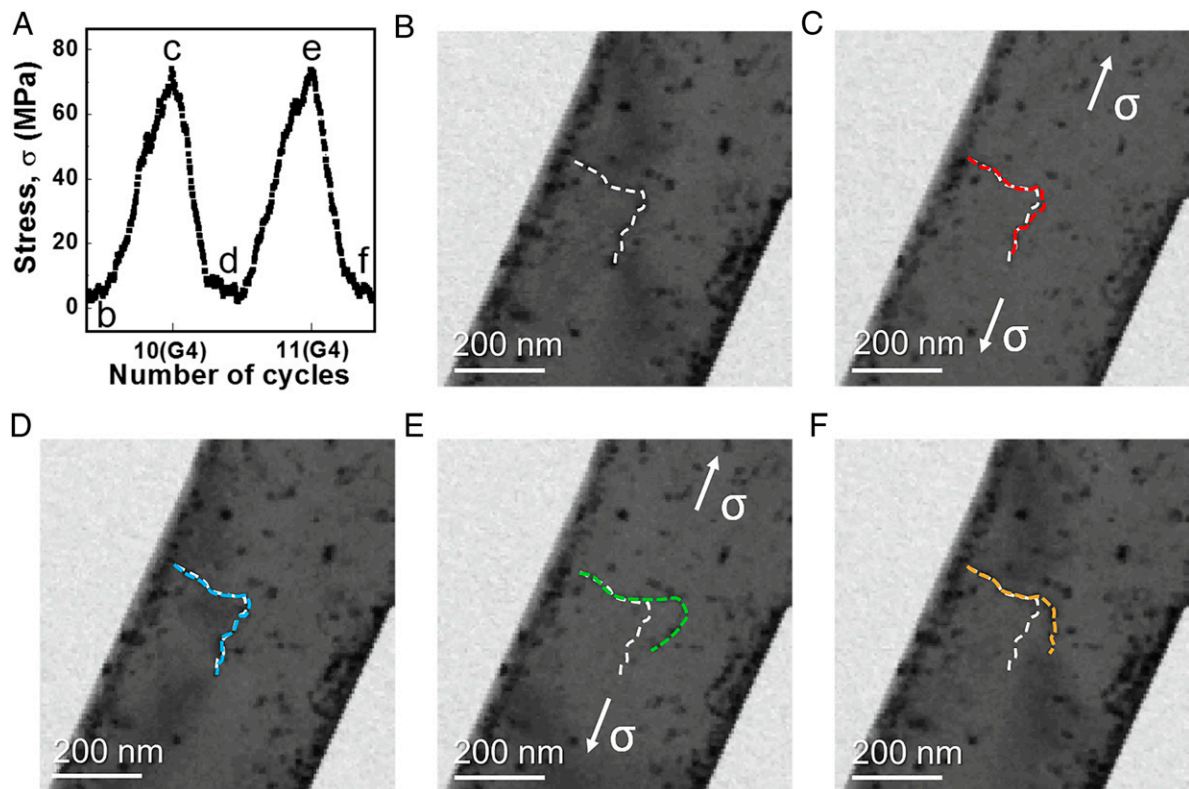 A
80
60
40
20
0
Stress, σ (MPa)
c
e
b
d
f
10(G4)
11(G4)
Number of cycles
B
200 nm
C
σ
σ
200 nm
D
200 nm
E
σ
σ
200 nm
F
200 nm